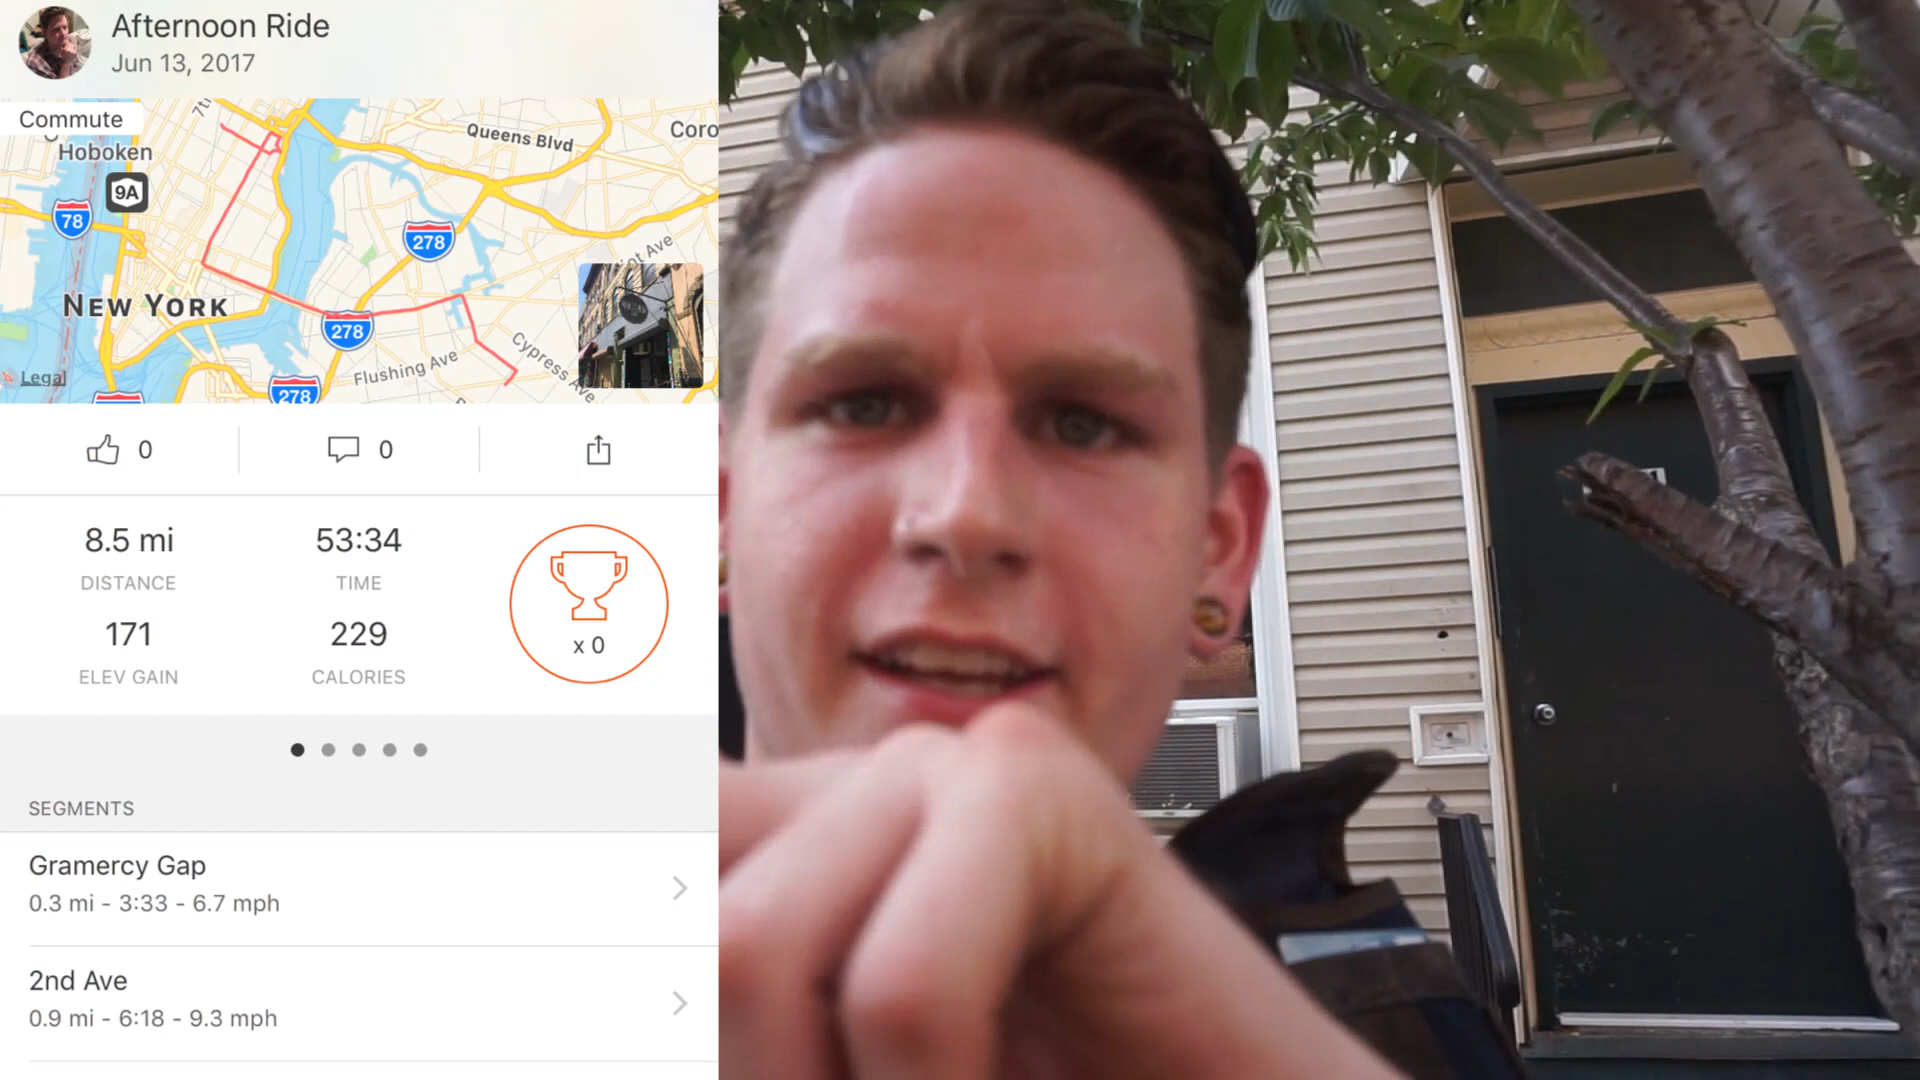 Afternoon Ride
Jun 13, 2017
Commute
7th
Queens Blvd
Coro
Hoboken
9A
78
278
ot Ave
NEW YORK
278
Cypress Ave
Flushing Ave
Legal
278
0
0
8.5 mi
53:34
DISTANCE
TIME
171
229
x 0
ELEV GAIN
CALORIES
SEGMENTS
Gramercy Gap
0.3 mi - 3:33 - 6.7 mph
2nd Ave
0.9 mi - 6:18 - 9.3 mph